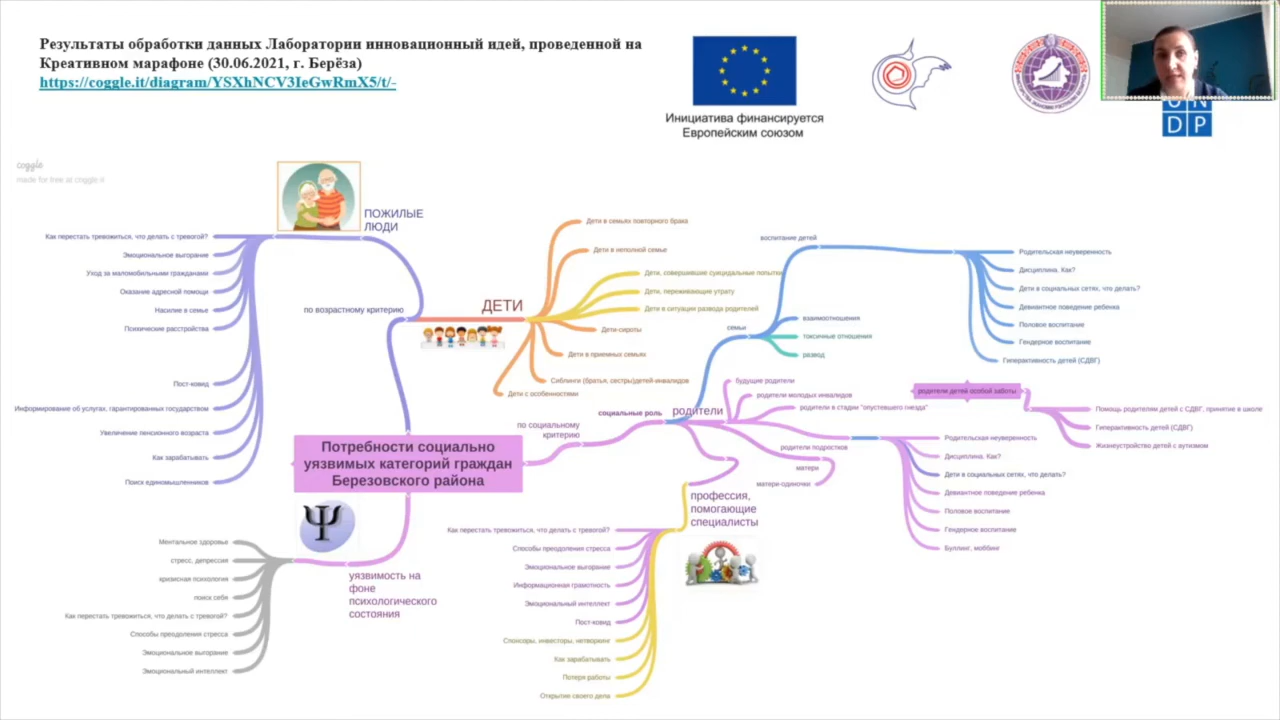 Результаты обработки данных Лаборатории инновационный идей, проведенной на
Креативном марафоне (30.06.2021, г. Берёза)
https://coggle.it/diagram/YSXhNCV3IeGwRmX5/t/-
Инициатива финансируется
Европейским союзом
UN
DP
coggle
made for free at coggle.it
ПОЖИЛЫЕ
ЛЮДИ
Как перестать тревожиться, что делать с тревогой?
Эмоциональное выгорание
Уход за маломобильными гражданами
Оказание адресной помощи
Насилие в семье
Психические расстройства
Пост-ковид
Информирование об услугах, гарантированных государством
Увеличение пенсионного возраста
Как зарабатывать
Поиск единомышленников
по возрастному критерию
ДЕТИ
Дети в семьях повторного брака
Дети в неполной семье
Дети, совершившие суицидальные попытки
Дети, переживающие утрату
Дети в ситуации развода родителей
Дети-сироты
Дети в приемных семьях
Сиблинги (братья, сестры)детей-инвалидов
Дети с особенностями
воспитание детей
Родительская неуверенность
Дисциплина. Как?
Дети в социальных сетях, что делать?
Девиантное поведение ребенка
Половое воспитание
Гендерное воспитание
Гиперактивность детей (СДВГ)
семьи
взаимоотношения
токсичные отношения
развод
Потребности социально
уязвимых категорий граждан
Березовского района
по социальному
критерию
социальные роль
родители
будущие родители
родители молодых инвалидов
родители в стадии "опустевшего гнезда"
родители подростков
матери
матери-одиночки
родители детей особой заботы
Помощь родителям детей с СДВГ, принятие в школе
Гиперактивность детей (СДВГ)
Жизнеустройство детей с аутизмом
Родительская неуверенность
Дисциплина. Как?
Дети в социальных сетях, что делать?
Девиантное поведение ребенка
Половое воспитание
Гендерное воспитание
Буллинг, моббинг
профессия,
помогающие
специалисты
Как перестать тревожиться, что делать с тревогой?
Способы преодоления стресса
Эмоциональное выгорание
Информационная грамотность
Эмоциональный интеллект
Пост-ковид
Спонсоры, инвесторы, нетворкинг
Как зарабатывать
Потеря работы
Открытие своего дела
Ψ
уязвимость на
фоне
психологического
состояния
Ментальное здоровье
стресс, депрессия
кризисная психология
поиск себя
Как перестать тревожиться, что делать с тревогой?
Способы преодоления стресса
Эмоциональное выгорание
Эмоциональный интеллект